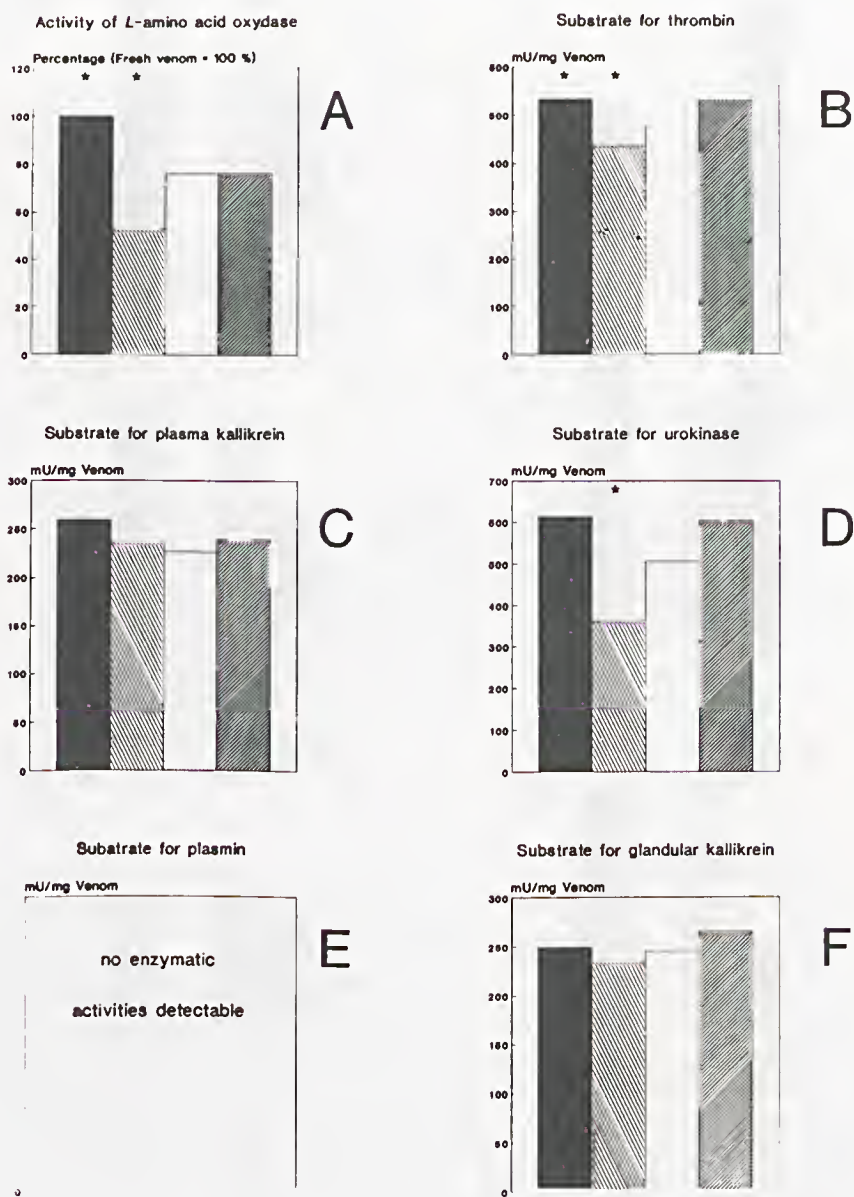 Activity of L-amino acid oxydase
Percentage (Fresh venom = 100 %)
120
100
80
60
40
20
0
* *
A
Substrate for thrombin
mU/mg Venom
600
500
400
300
200
100
0
* *
B
Substrate for plasma kallikrein
mU/mg Venom
300
250
200
150
100
50
0
C
Substrate for urokinase
mU/mg Venom
700
600
500
400
300
200
100
0
*
D
Substrate for plasmin
mU/mg Venom
no enzymatic
activities detectable
0
E
Substrate for glandular kallikrein
mU/mg Venom
300
250
200
150
100
50
0
F